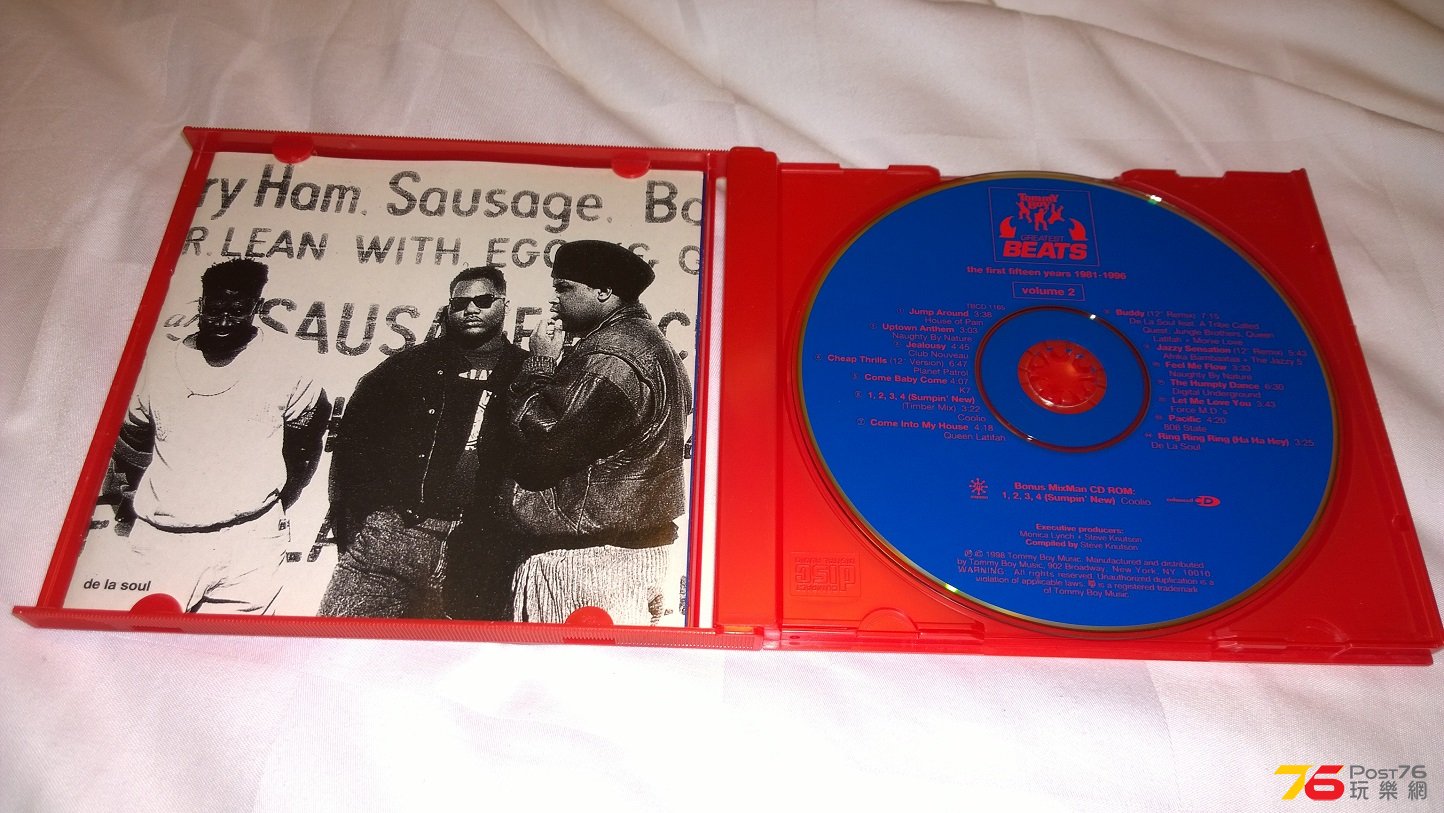 ry Ham. Sausage. Bo
R. LEAN WITH EGG
SAUSA
de la soul
Tommy Boy
GREATEST
BEATS
the first fifteen years 1981-1996
volume 2
TBCD 1165
Jump Around 3:38
House of Pain
Uptown Anthem 3:03
Naughty By Nature
Jealousy 4:45
Club Nouveau
Cheap Thrills (12" Version) 6:47
Planet Patrol
Come Baby Come 4:07
K7
1, 2, 3, 4 (Sumpin' New)
(Timber Mix) 3:22
Coolio
Come Into My House 4:18
Queen Latifah
Buddy (12" Remix) 7:15
De La Soul feat. A Tribe Called
Quest, Jungle Brothers, Queen
Latifah + Monie Love
Jazzy Sensation (12" Remix) 5:43
Afrika Bambaataa + The Jazzy 5
Feel Me Flow 3:33
Naughty By Nature
The Humpty Dance 6:30
Digital Underground
Let Me Love You 3:43
Force M.D.'s
Pacific 4:20
808 State
Ring Ring Ring (Ha Ha Hey) 3:25
De La Soul
Bonus MixMan CD ROM:
1, 2, 3, 4 (Sumpin' New) Coolio
enhanced CD
Executive producers:
Monica Lynch + Steve Knutson
Compiled by Steve Knutson
℗ © 1998 Tommy Boy Music. Manufactured and distributed
by Tommy Boy Music, 902 Broadway, New York, NY 10010.
WARNING: All rights reserved. Unauthorized duplication is a
violation of applicable laws. is a registered trademark
of Tommy Boy Music.
76 POST76
玩樂網